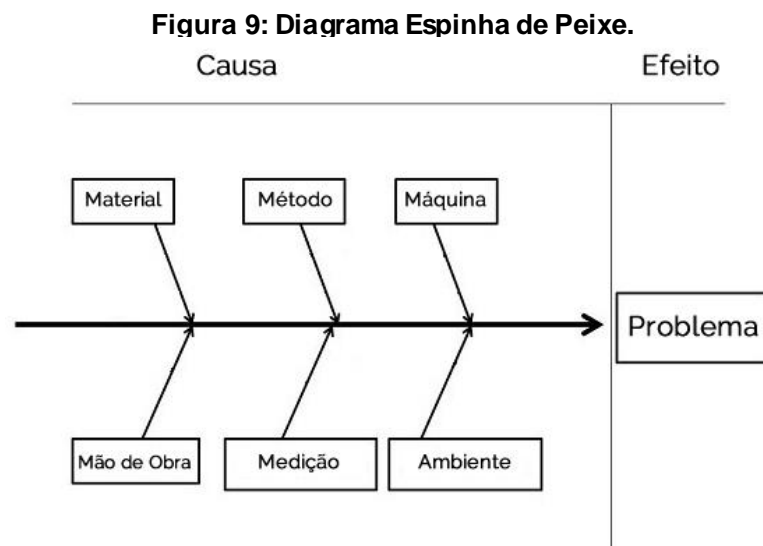 Figura 9: Diagrama Espinha de Peixe.
Causa
Efeito
Material
Método
Máquina
Problema
Mão de Obra
Medição
Ambiente